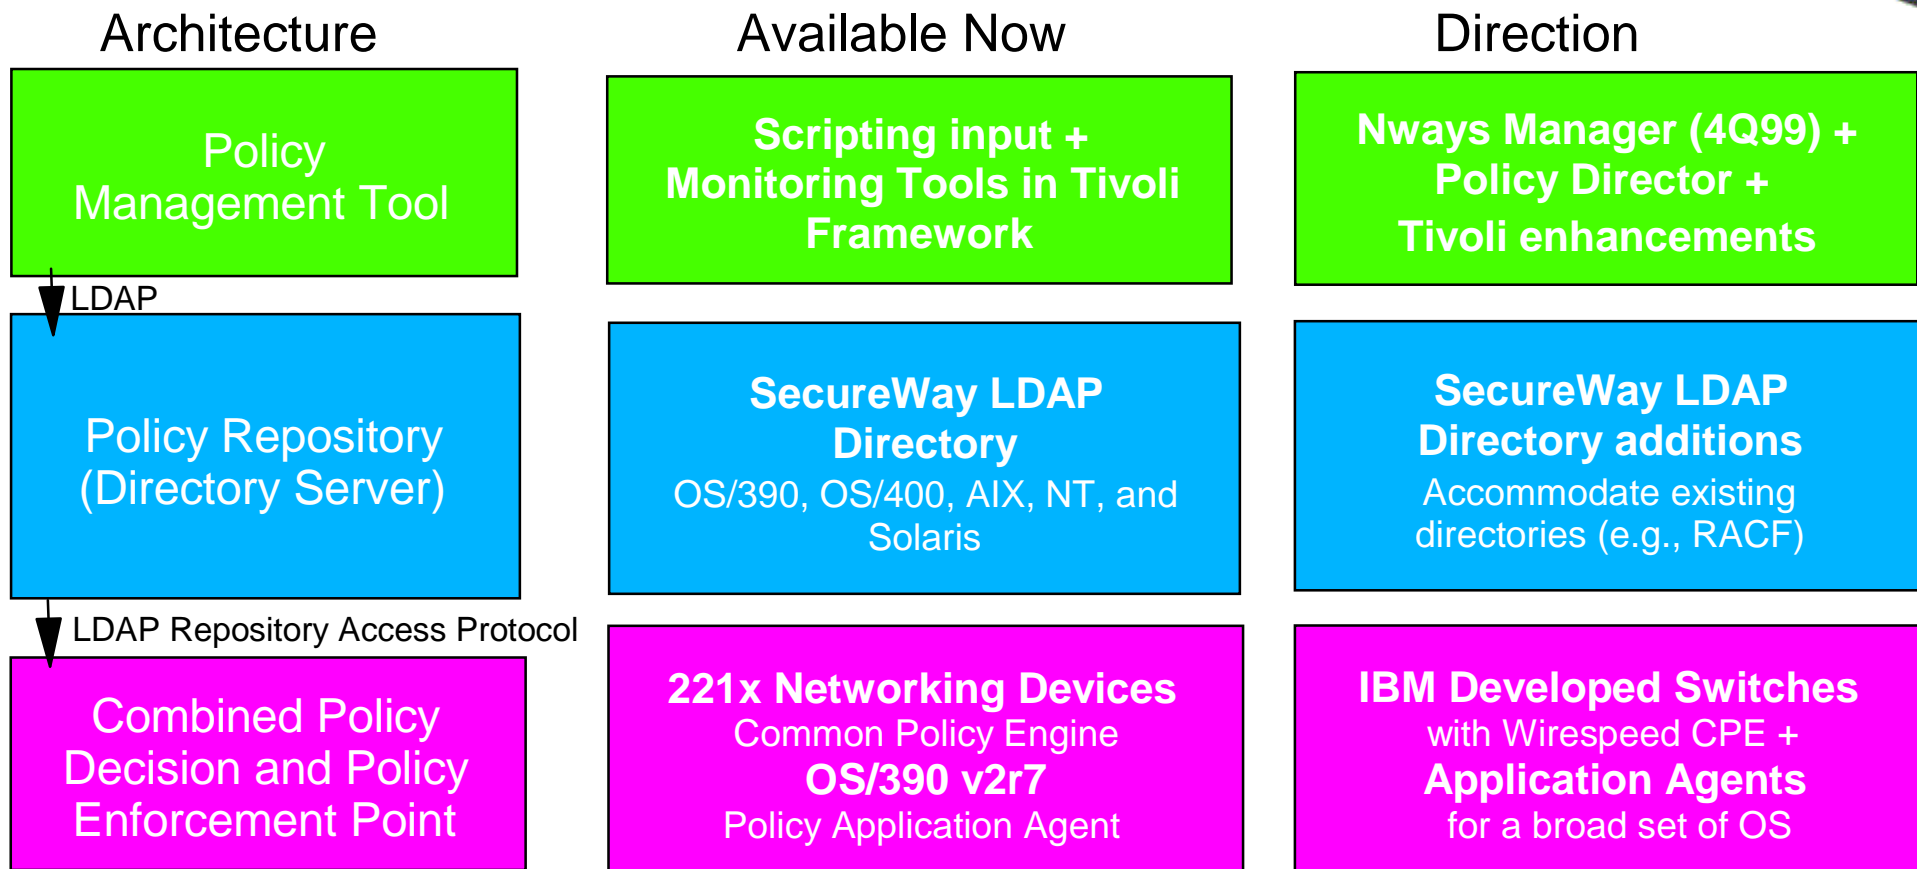 Architecture
Available Now
Direction
Policy
Management Tool
Scripting input +
Monitoring Tools in Tivoli
Framework
Nways Manager (4Q99) +
Policy Director +
Tivoli enhancements
LDAP
Policy Repository
(Directory Server)
SecureWay LDAP
Directory
OS/390, OS/400, AIX, NT, and
Solaris
SecureWay LDAP
Directory additions
Accommodate existing
directories (e.g., RACF)
LDAP Repository Access Protocol
Combined Policy
Decision and Policy
Enforcement Point
221x Networking Devices
Common Policy Engine
OS/390 v2r7
Policy Application Agent
IBM Developed Switches
with Wirespeed CPE +
Application Agents
for a broad set of OS